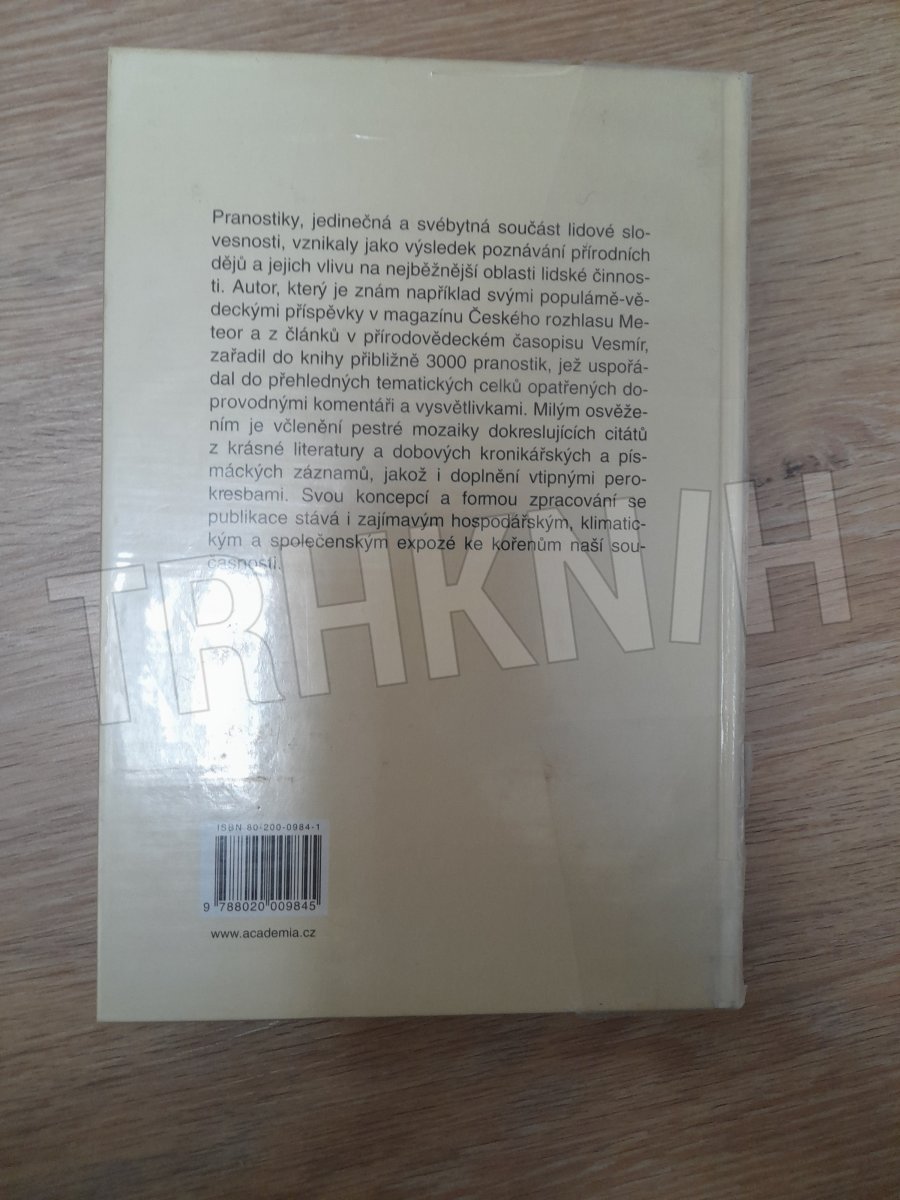 Pranostiky, jedinečná a svébytná součást lidové slo-
vesnosti, vznikaly jako výsledek poznávání přírodních
dějů a jejich vlivu na nejběžnější oblasti lidské činnos-
ti. Autor, který je znám například svými populárně-vě-
deckými příspěvky v magazínu Českého rozhlasu Me-
teor a z článků v přírodovědeckém časopisu Vesmír,
zařadil do knihy přibližně 3000 pranostik, jež uspořá-
dal do přehledných tematických celků opatřených do-
provodnými komentáři a vysvětlivkami. Milým osvěže-
ním je včlenění pestré mozaiky dokreslujících citátů
z krásné literatury a dobových kronikářských a pís-
máckých záznamů, jakož i doplnění vtipnými pero-
kresbami. Svou koncepcí a formou zpracování se
publikace stává i zajímavým hospodářským, klimatic-
kým a společenským expozé ke kořenům naší sou-
časnosti.
TRHKNIH
ISBN 80-200-0984-1
9 788020 009845
www.academia.cz